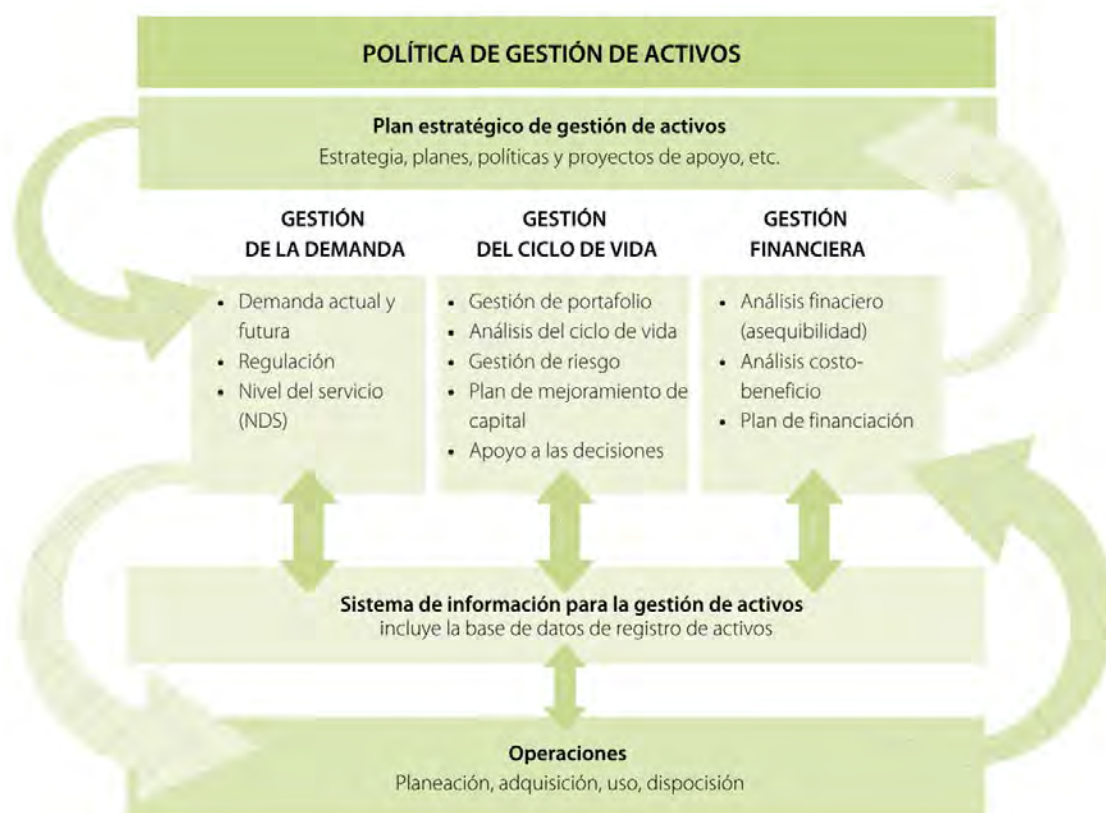 POLÍTICA DE GESTIÓN DE ACTIVOS
Plan estratégico de gestión de activos
Estrategia, planes, políticas y proyectos de apoyo, etc.
GESTIÓN
DE LA DEMANDA
• Demanda actual y
futura
• Regulación
• Nivel del servicio
(NDS)
GESTIÓN
DEL CICLO DE VIDA
• Gestión de portafolio
• Análisis del ciclo de vida
• Gestión de riesgo
• Plan de mejoramiento de
capital
• Apoyo a las decisiones
GESTIÓN
FINANCIERA
• Análisis finaciero
(asequibilidad)
• Análisis costo-
beneficio
• Plan de financiación
Sistema de información para la gestión de activos
incluye la base de datos de registro de activos
Operaciones
Planeación, adquisición, uso, dispocisión